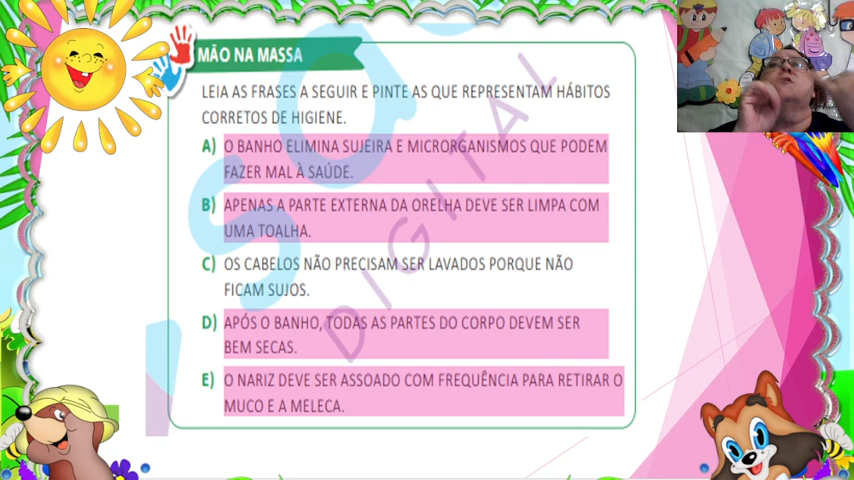 MÃO NA MASSA
LEIA AS FRASES A SEGUIR E PINTE AS QUE REPRESENTAM HÁBITOS
CORRETOS DE HIGIENE.
A) O BANHO ELIMINA SUJEIRA E MICRORGANISMOS QUE PODEM
FAZER MAL À SAÚDE.
B) APENAS A PARTE EXTERNA DA ORELHA DEVE SER LIMPA COM
UMA TOALHA.
C) OS CABELOS NÃO PRECISAM SER LAVADOS PORQUE NÃO
FICAM SUJOS.
D) APÓS O BANHO, TODAS AS PARTES DO CORPO DEVEM SER
BEM SECAS.
E) O NARIZ DEVE SER ASSOADO COM FREQUÊNCIA PARA RETIRAR O
MUCO E A MELECA.
DIGITAL